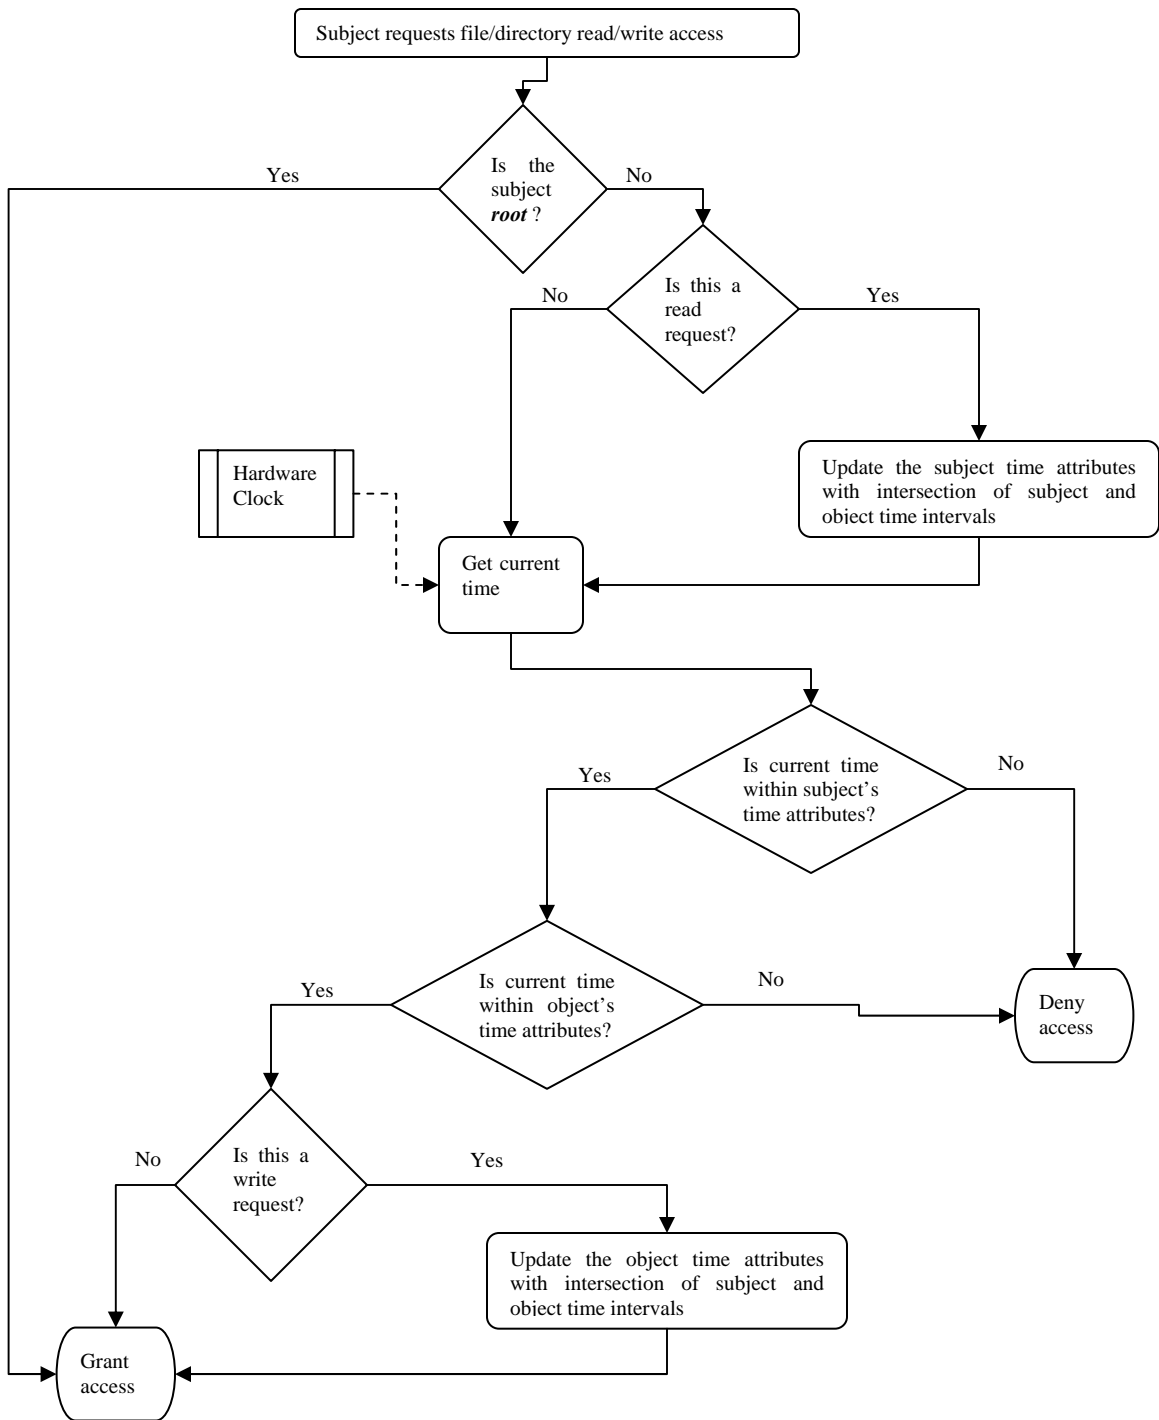 Subject requests file/directory read/write access
Is the
subject
root ?
Yes
No
Is this a
read
request?
No
Yes
Hardware
Clock
Update the subject time attributes
with intersection of subject and
object time intervals
Get current
time
Is current time
within subject's
time attributes?
Yes
No
Is current time
within object's
time attributes?
Yes
No
Deny
access
Is this a
write
request?
No
Yes
Update the object time attributes
with intersection of subject and
object time intervals
Grant
access